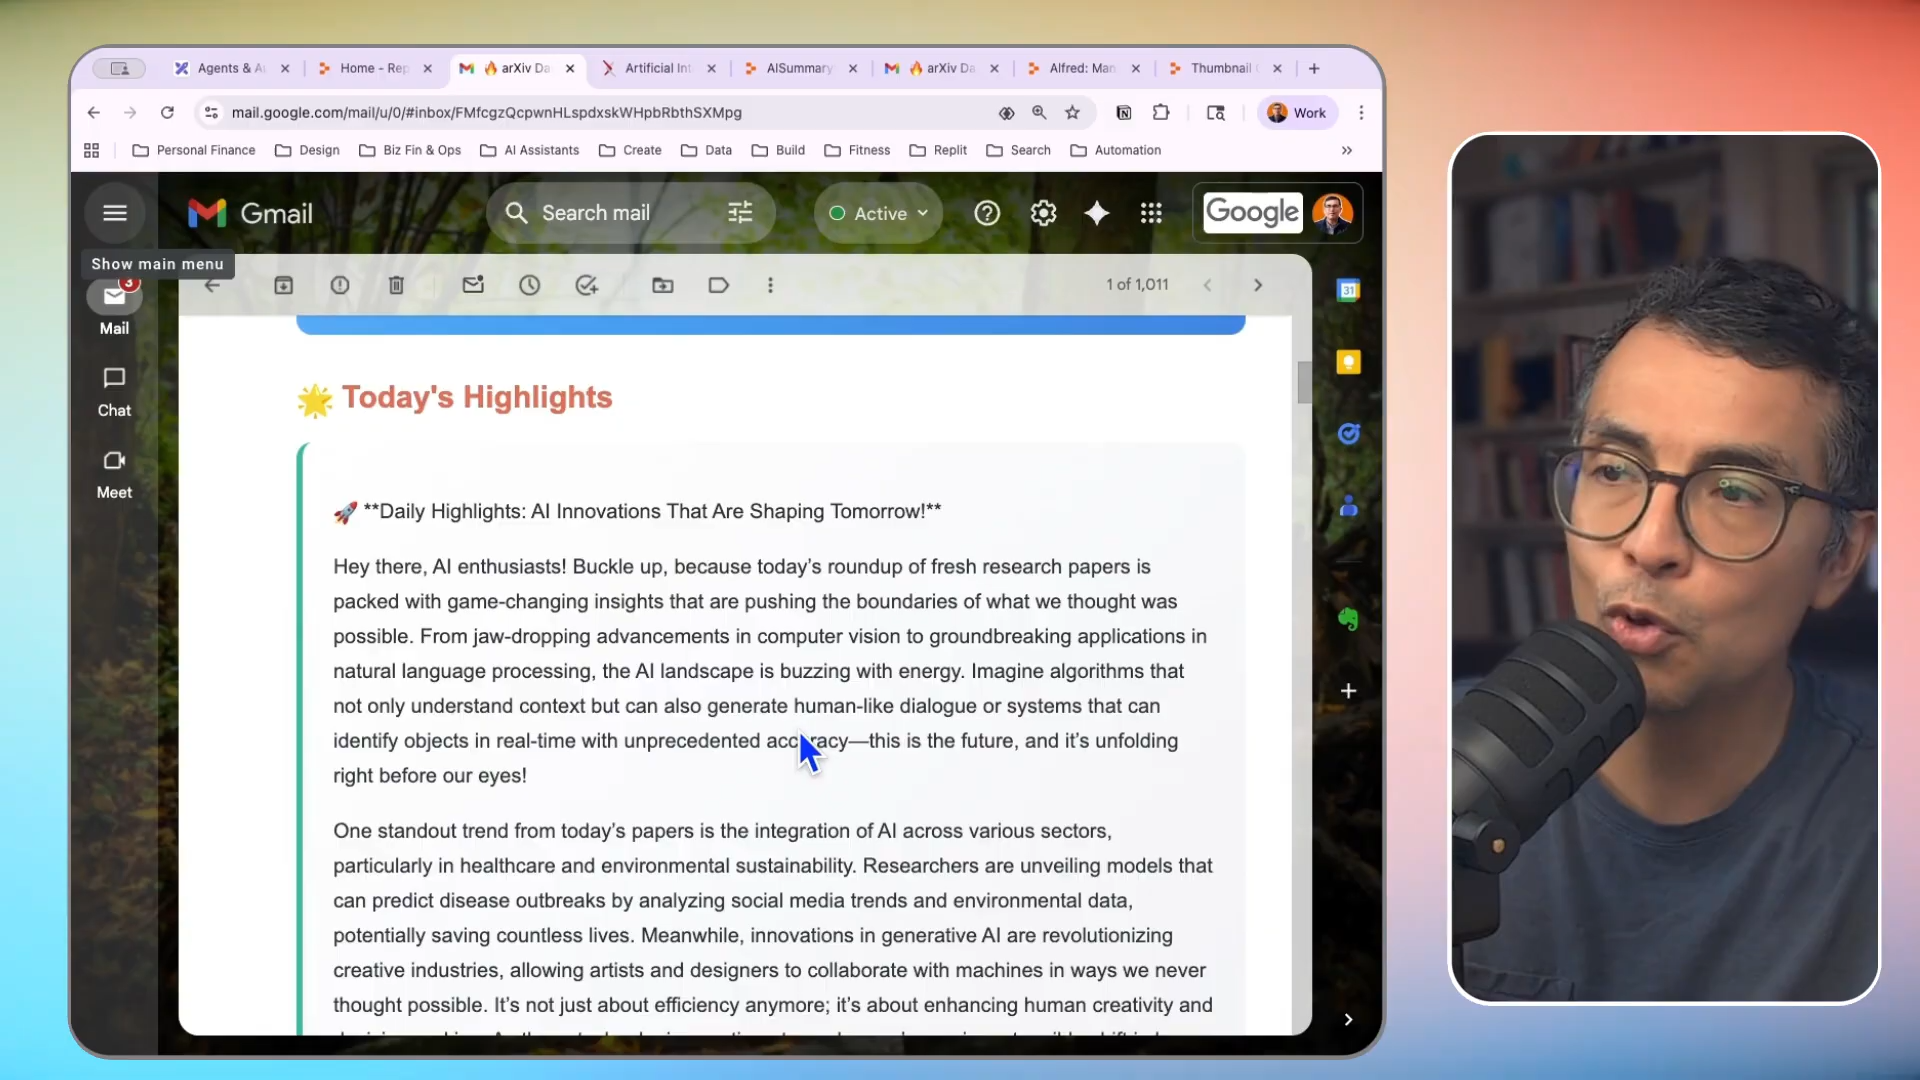 Agents & Au
Home - Rep
arXiv Da
Artificial Int
AISummary
arXiv Da
Alfred: Man
Thumbnail
mail.google.com/mail/u/0/#inbox/FMfcgzQcpwnHLspdxskWHpbRbthSXMpg
Work
Personal Finance
Design
Biz Fin & Ops
AI Assistants
Create
Data
Build
Fitness
Replit
Search
Automation
Gmail
Search mail
Active
Google
Show main menu
3
Mail
Chat
Meet
1 of 1,011
31
Today's Highlights
**Daily Highlights: AI Innovations That Are Shaping Tomorrow!**
Hey there, AI enthusiasts! Buckle up, because today's roundup of fresh research papers is
packed with game-changing insights that are pushing the boundaries of what we thought was
possible. From jaw-dropping advancements in computer vision to groundbreaking applications in
natural language processing, the AI landscape is buzzing with energy. Imagine algorithms that
not only understand context but can also generate human-like dialogue or systems that can
identify objects in real-time with unprecedented accuracy—this is the future, and it's unfolding
right before our eyes!
One standout trend from today's papers is the integration of AI across various sectors,
particularly in healthcare and environmental sustainability. Researchers are unveiling models that
can predict disease outbreaks by analyzing social media trends and environmental data,
potentially saving countless lives. Meanwhile, innovations in generative AI are revolutionizing
creative industries, allowing artists and designers to collaborate with machines in ways we never
thought possible. It's not just about efficiency anymore; it's about enhancing human creativity and